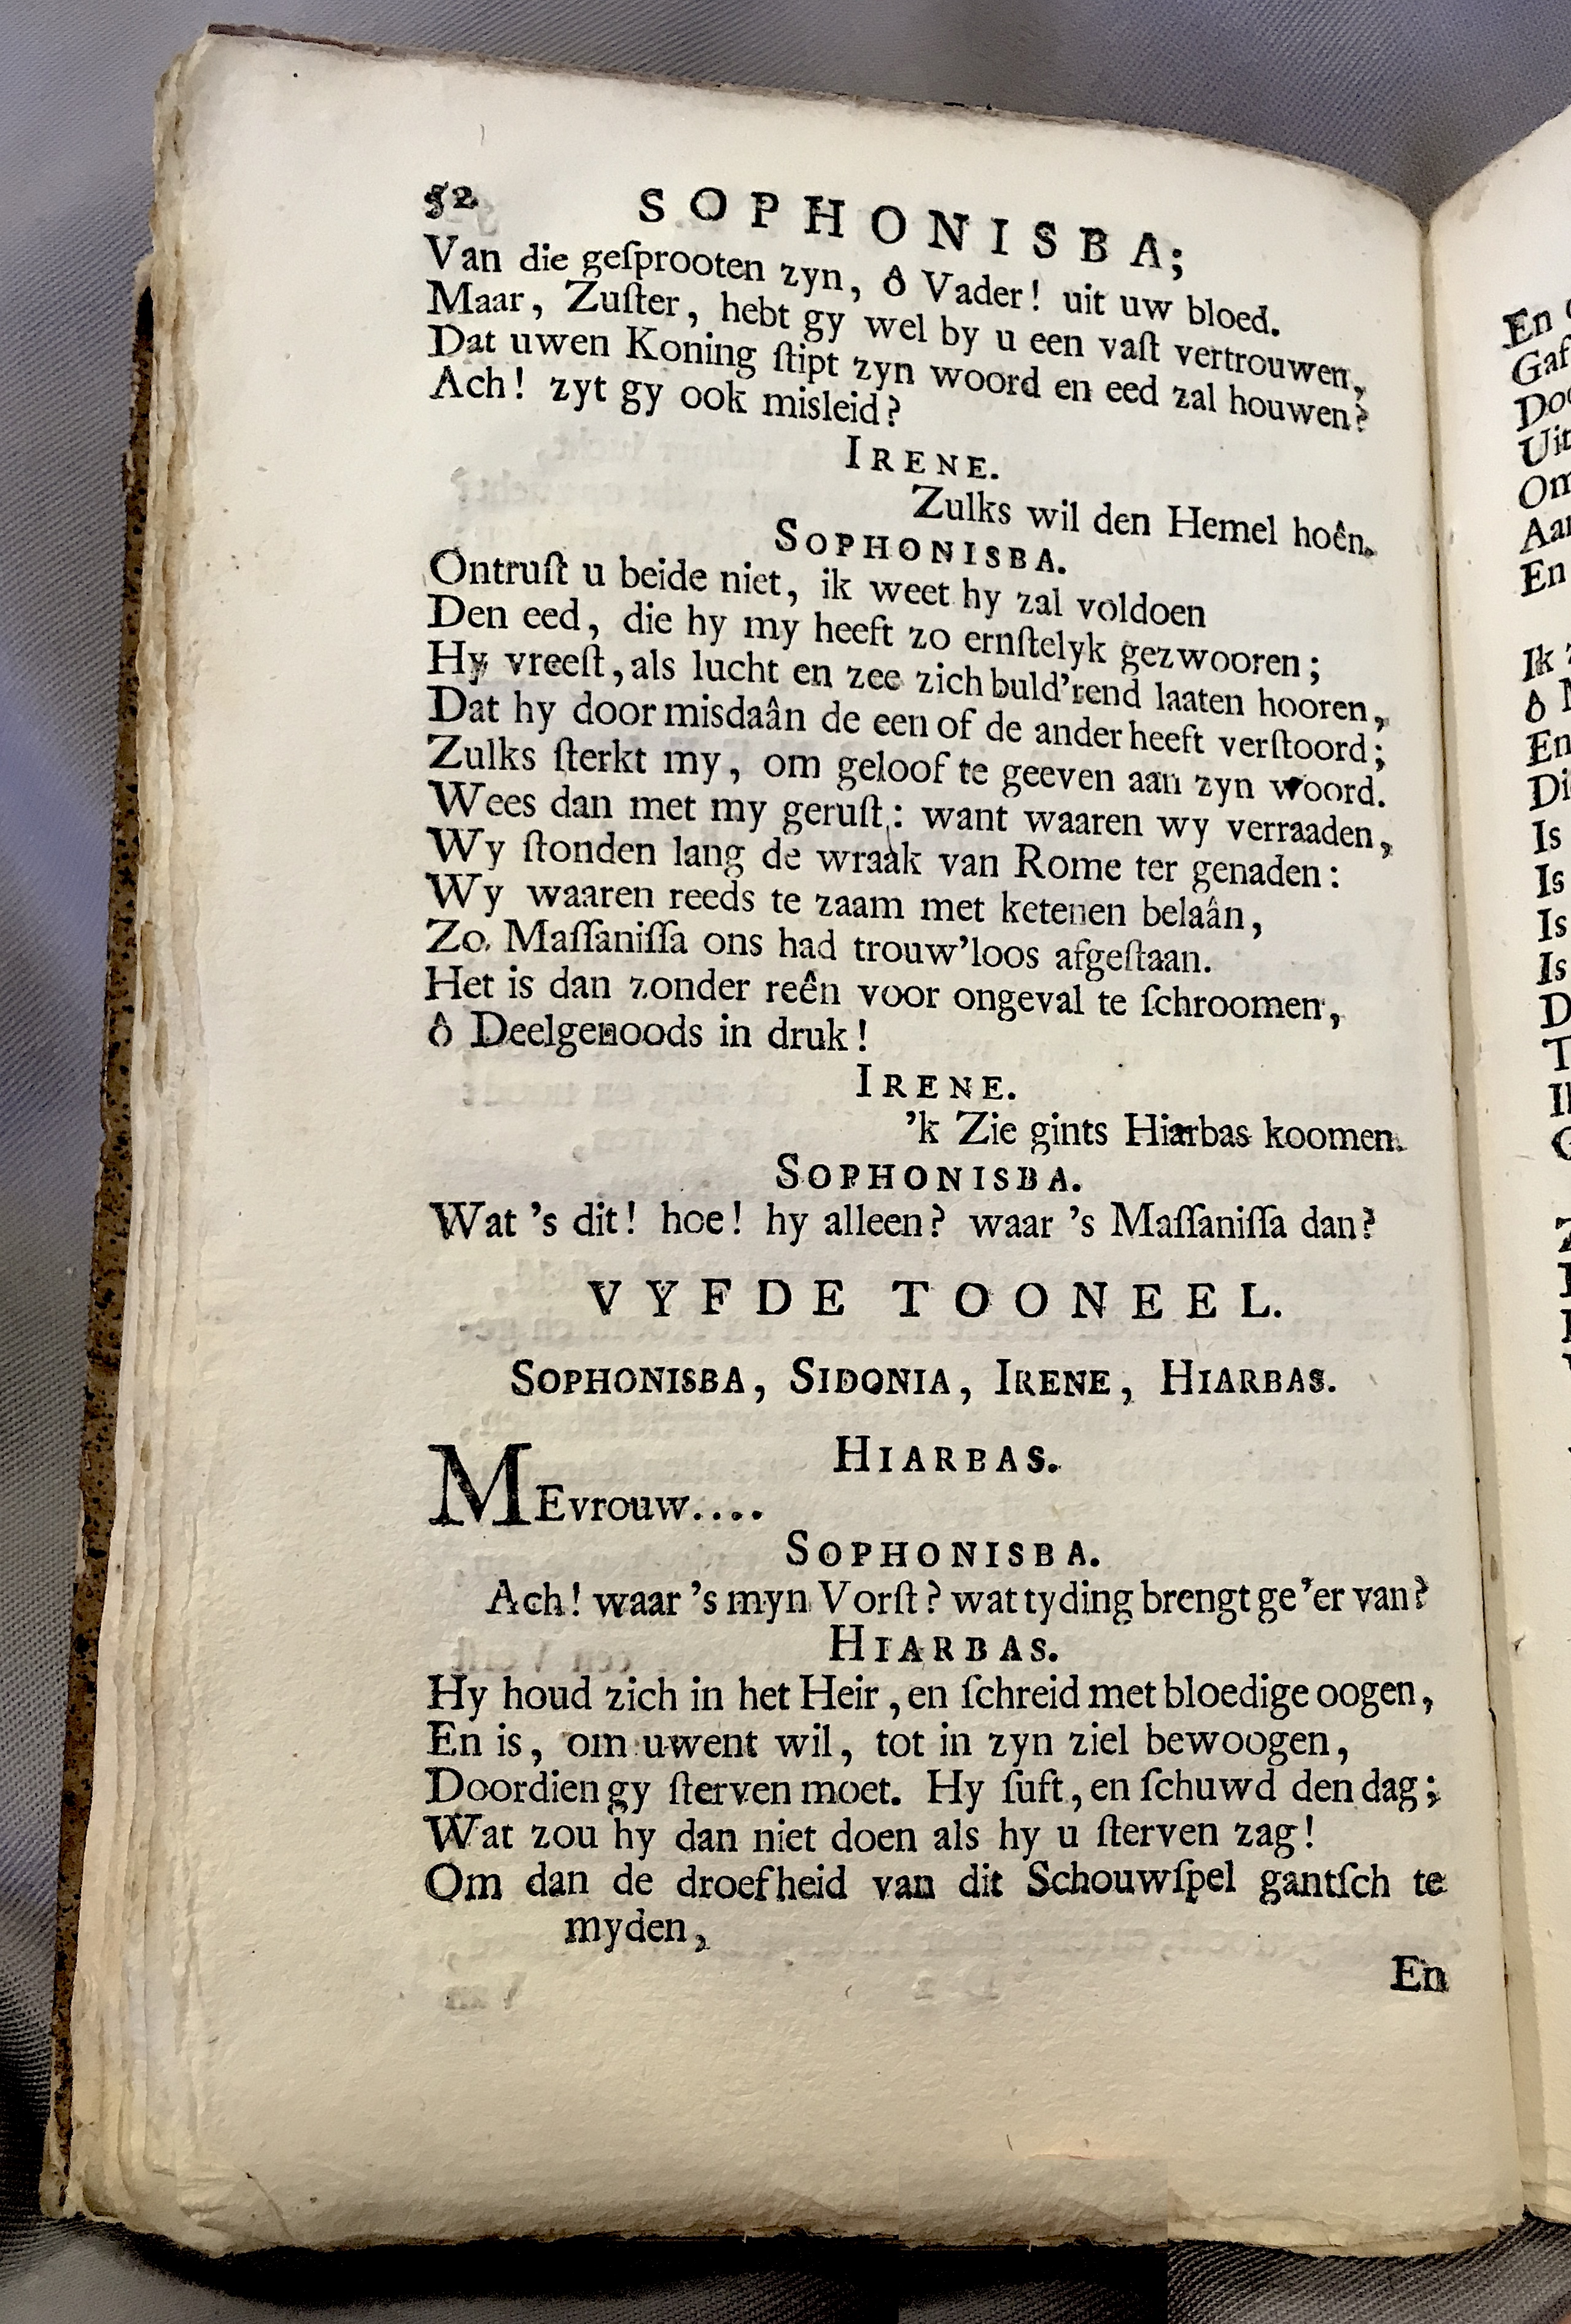 52 SOPHONISBA;
Van die geſprooten zyn, ô Vader! uit uw bloed.
Maar, Zuſter, hebt gy wel by u een vaſt vertrouwen,
Dat uwen Koning ſtipt zyn woord en eed zal houwen?
Ach! zyt gy ook misleid?
IRENE.
Zulks wil den Hemel hoên.
SOPHONISBA.
Ontruſt u beide niet, ik weet hy zal voldoen
Den eed, die hy my heeft zo ernſtelyk gezwooren;
Hy vreeſt, als lucht en zee zich buld'rend laaten hooren,
Dat hy door misdaân de een of de ander heeft verſtoord;
Zulks ſterkt my, om geloof te geeven aan zyn woord.
Wees dan met my geruſt: want waaren wy verraaden,
Wy ſtonden lang de wraak van Rome ter genaden:
Wy waaren reeds te zaam met ketenen belaân,
Zo Maſſaniſſa ons had trouw'loos afgeſtaan.
Het is dan zonder reên voor ongeval te ſchroomen,
ô Deelgenoods in druk!
IRENE.
'k Zie gints Hiarbas koomen.
SOPHONISBA.
Wat 's dit! hoe! hy alleen? waar 's Maſſaniſſa dan?
VYFDE TOONEEL.
SOPHONISBA, SIDONIA, IRENE, HIARBAS.
HIARBAS.
MEvrouw....
SOPHONISBA.
Ach! waar 's myn Vorſt? wat tyding brengt ge 'er van?
HIARBAS.
Hy houd zich in het Heir, en ſchreid met bloedige oogen,
En is, om uwent wil, tot in zyn ziel bewoogen,
Doordien gy ſterven moet. Hy ſuft, en ſchuwd den dag;
Wat zou hy dan niet doen als hy u ſterven zag!
Om dan de droefheid van dit Schouwſpel gantſch te
myden,
En